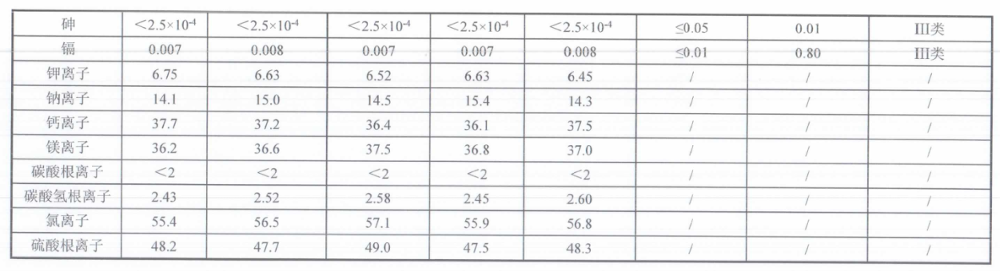 砷 <2.5×10-4 <2.5×10-4 <2.5×10-4 <2.5×10-4 <2.5×10-4 ≤0.05 0.01 III类
镉 0.007 0.008 0.007 0.007 0.008 ≤0.01 0.80 III类
钾离子 6.75 6.63 6.52 6.63 6.45 / / /
钠离子 14.1 15.0 14.5 15.4 14.3 / / /
钙离子 37.7 37.2 36.4 36.1 37.5 / / /
镁离子 36.2 36.6 37.5 36.8 37.0 / / /
碳酸根离子 <2 <2 <2 <2 <2 / / /
碳酸氢根离子 2.43 2.52 2.58 2.45 2.60 / / /
氯离子 55.4 56.5 57.1 55.9 56.8 / / /
硫酸根离子 48.2 47.7 49.0 47.5 48.3 / / /